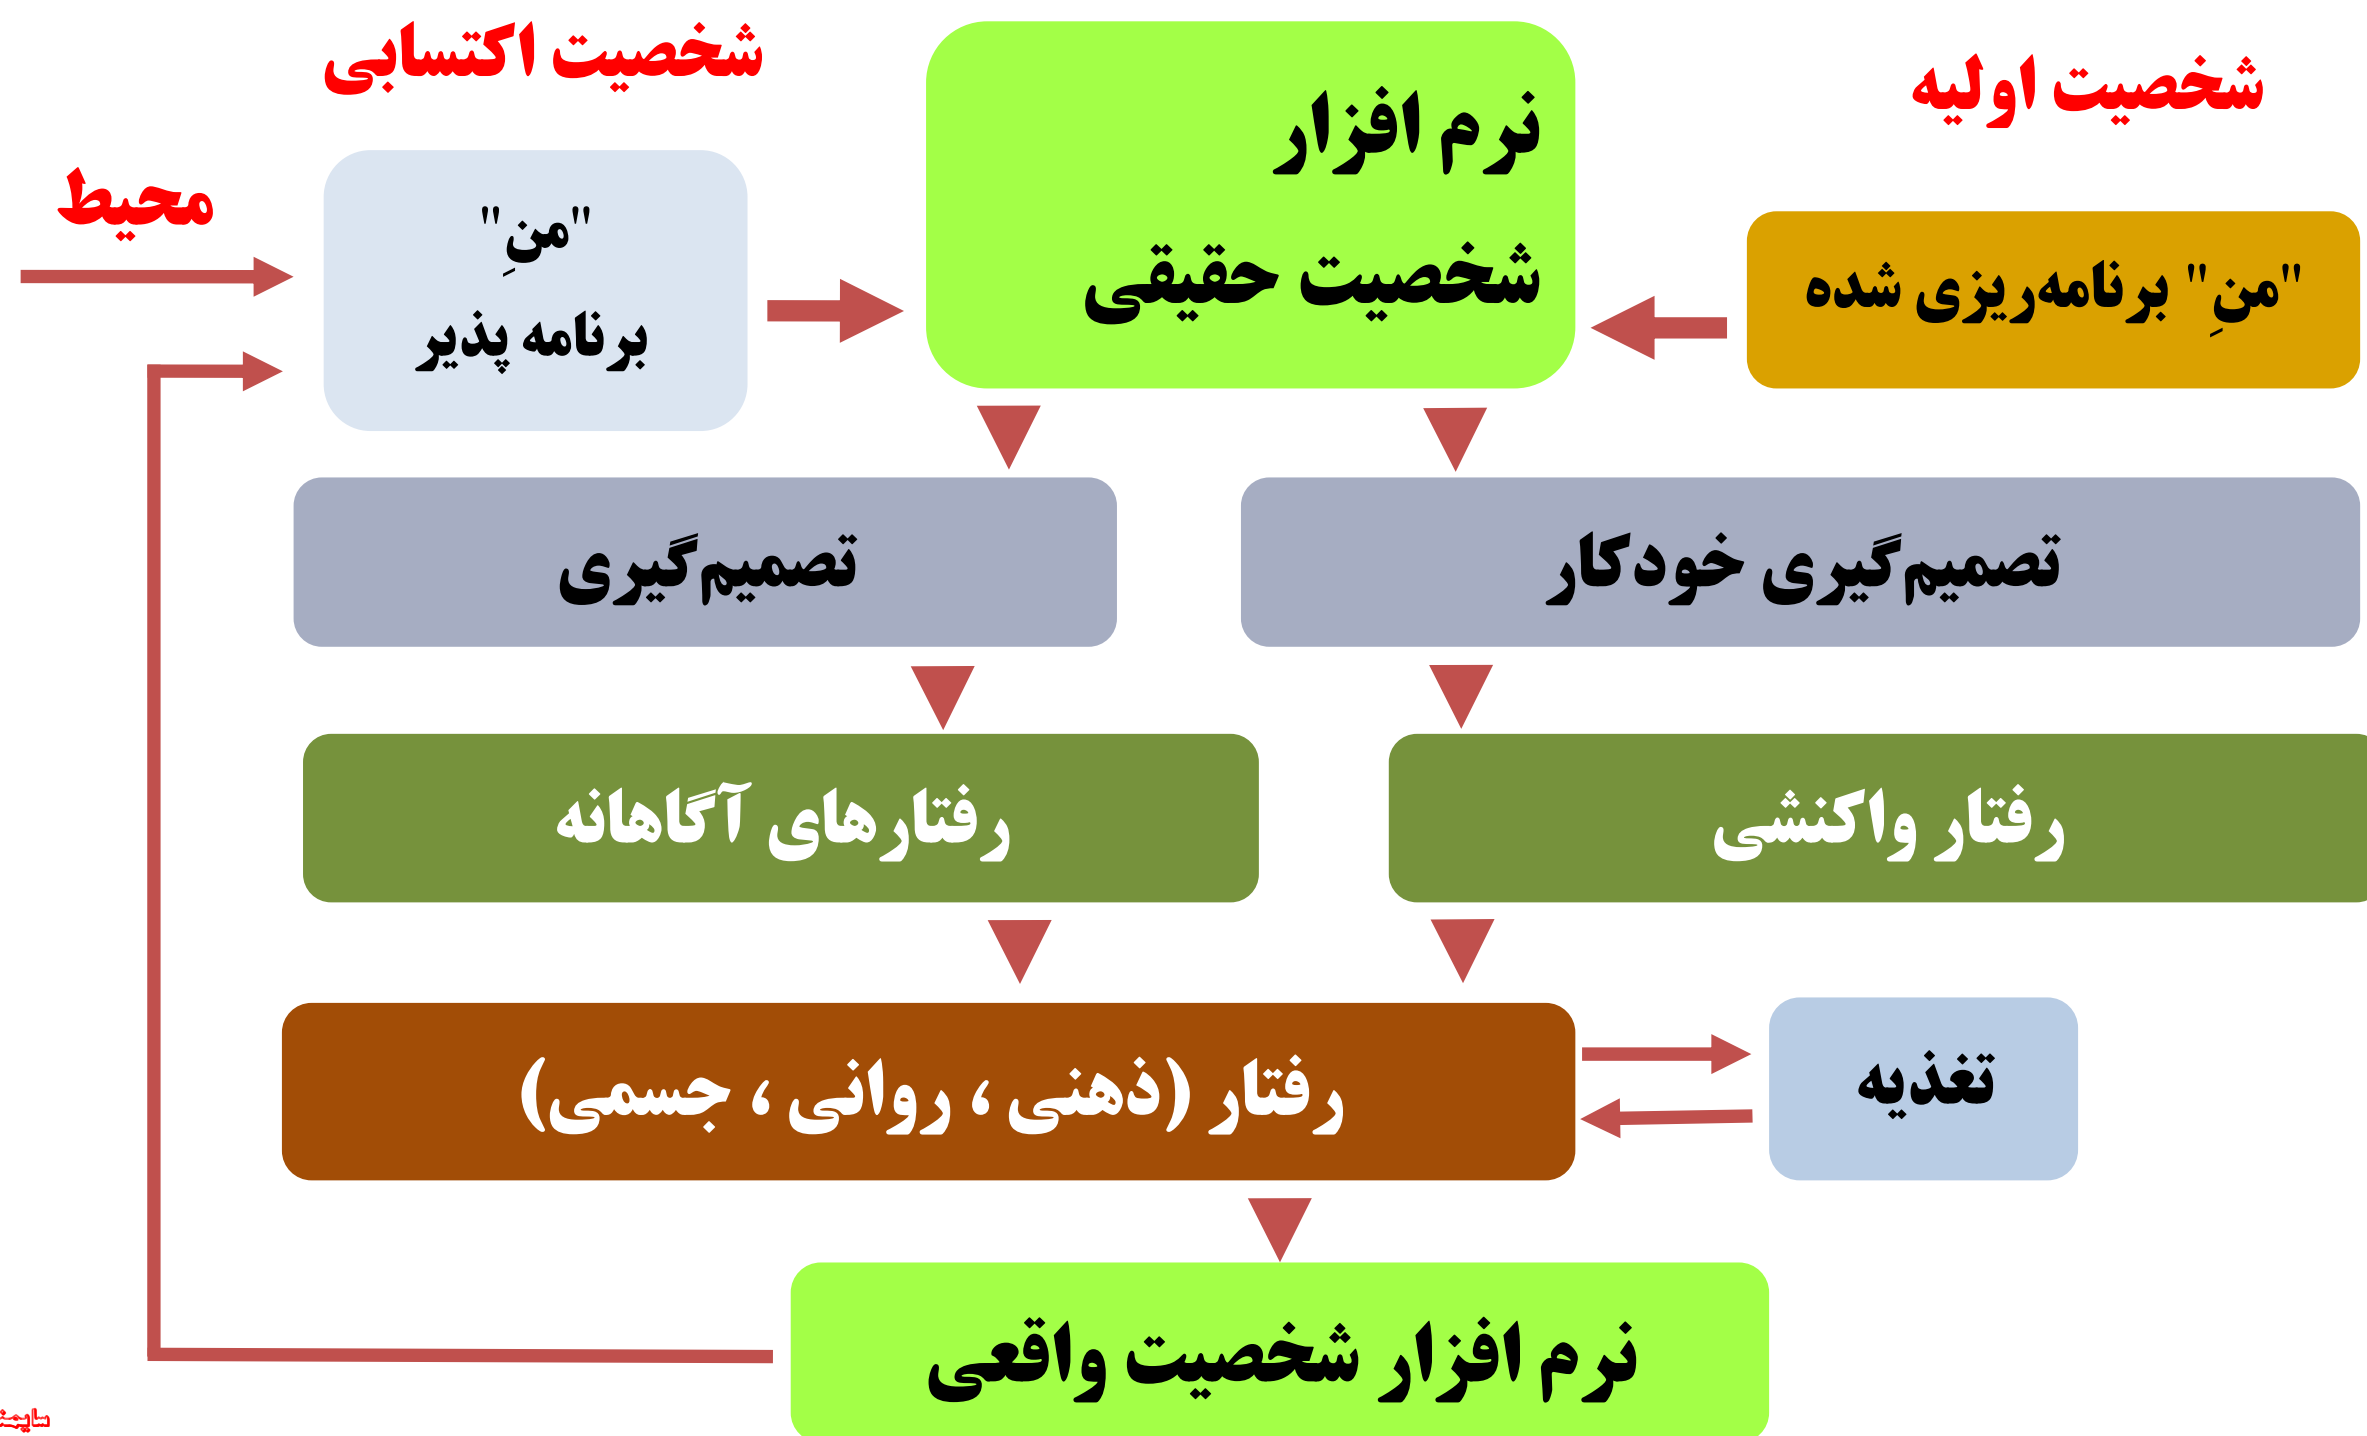 شخصیت اولیه
شخصیت اکتسابی
نرم افزار
شخصیت حقیقی
محیط
"منِ"
برنامه پذیر
"منِ" برنامه‌ریزی شده
تصمیم‌گیری خودکار
تصمیم‌گیری
رفتار واکنشی
رفتارهای آگاهانه
رفتار (ذهنی ، روانی ، جسمی)
تغذیه
نرم افزار شخصیت واقعی